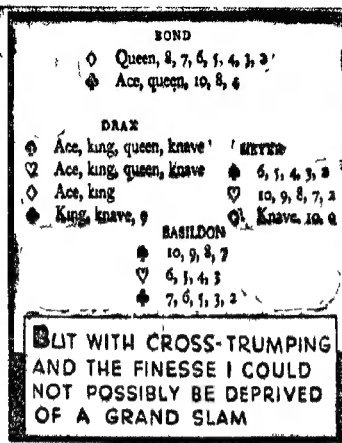 BOND
♢ Queen, 8, 7, 6, 5, 4, 3, 2
♣ Ace, queen, 10, 8, 4
DRAX
♠ Ace, king, queen, knave
♡ Ace, king, queen, knave
♢ Ace, king
♣ King, knave, 9
MEYER
♠ 6, 5, 4, 3, 2
♡ 10, 9, 8, 7, 2
♢ Knave, 10, 9
BASILDON
♠ 10, 9, 8, 7
♡ 6, 5, 4, 3
♣ 7, 6, 5, 3, 2
BUT WITH CROSS-TRUMPING
AND THE FINESSE I COULD
NOT POSSIBLY BE DEPRIVED
OF A GRAND SLAM